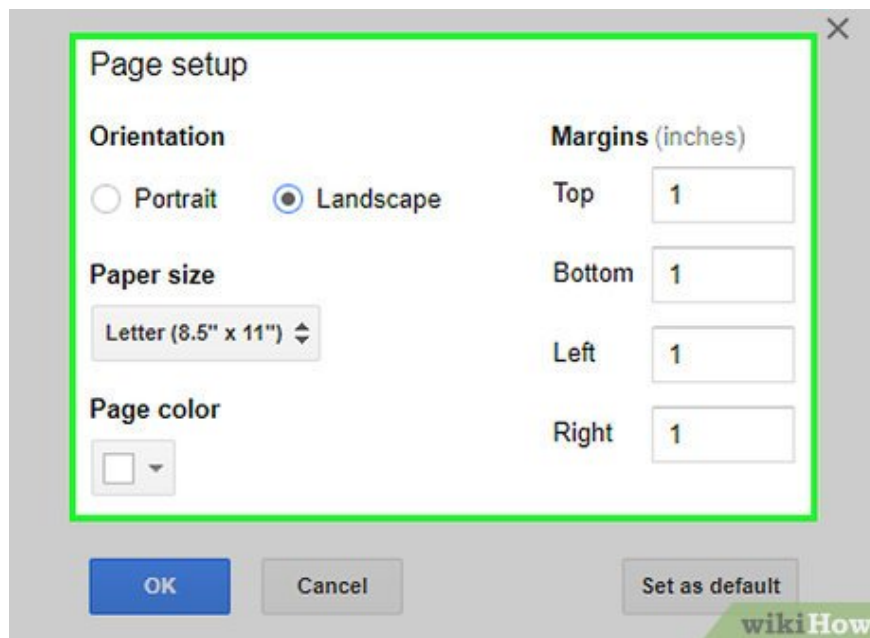 Page setup
Orientation
Portrait Landscape
Paper size
Letter (8.5" x 11")
Page color
Margins (inches)
Top 1
Bottom 1
Left 1
Right 1
OK Cancel Set as default
wikiHow